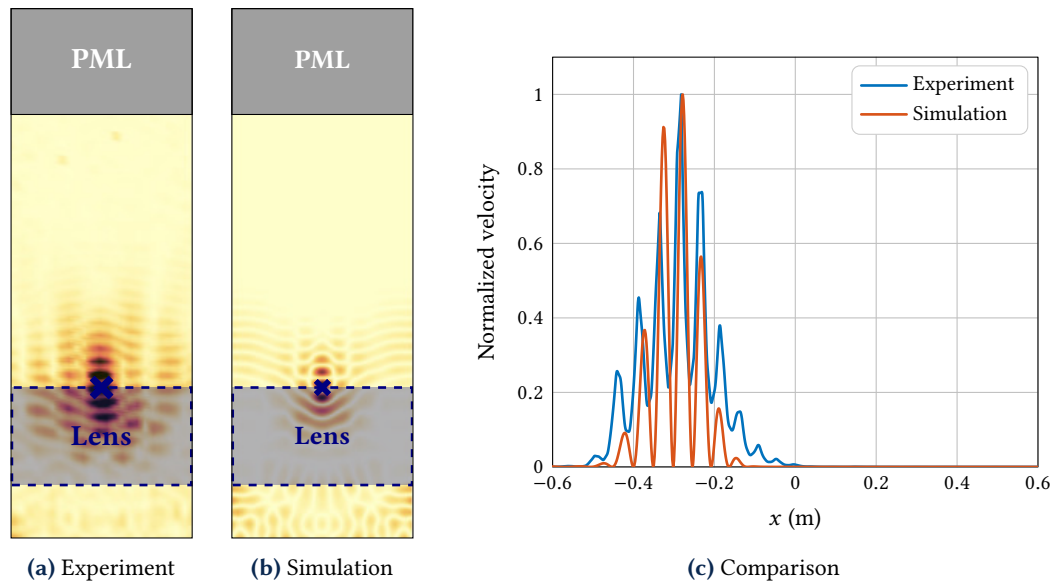 PML
Lens
(a) Experiment
PML
Lens
(b) Simulation
Normalized velocity
1
0.8
0.6
0.4
0.2
0
−0.6
−0.4
−0.2
0
0.2
0.4
0.6
x (m)
Experiment
Simulation
(c) Comparison